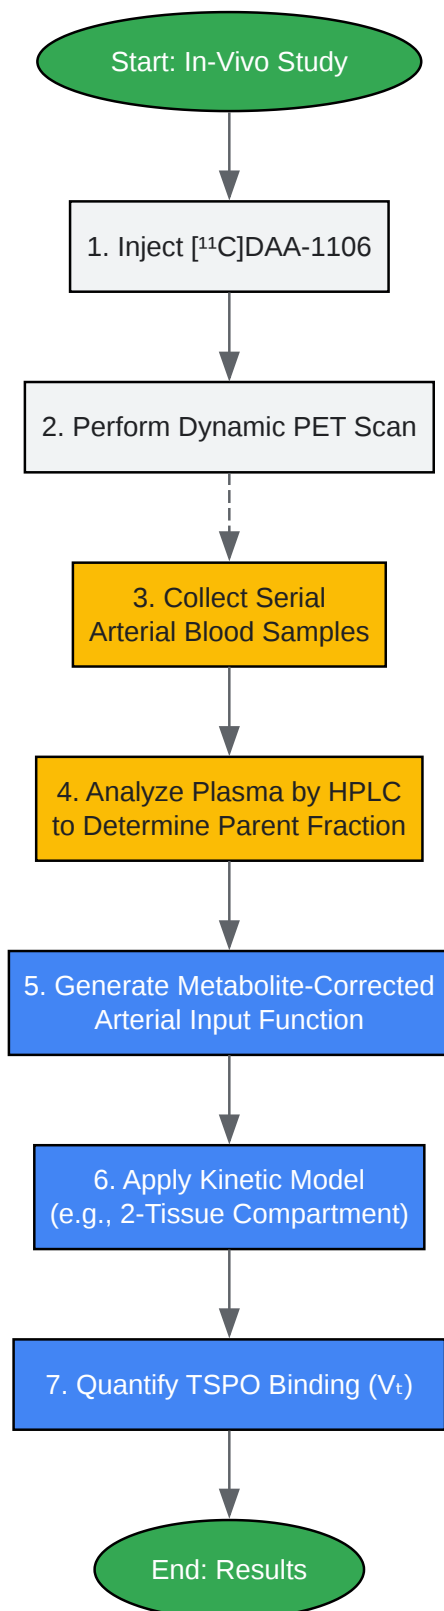 Start: In-Vivo Study
1. Inject [¹¹C]DAA-1106
2. Perform Dynamic PET Scan
3. Collect Serial
Arterial Blood Samples
4. Analyze Plasma by HPLC
to Determine Parent Fraction
5. Generate Metabolite-Corrected
Arterial Input Function
6. Apply Kinetic Model
(e.g., 2-Tissue Compartment)
7. Quantify TSPO Binding (Vₜ)
End: Results